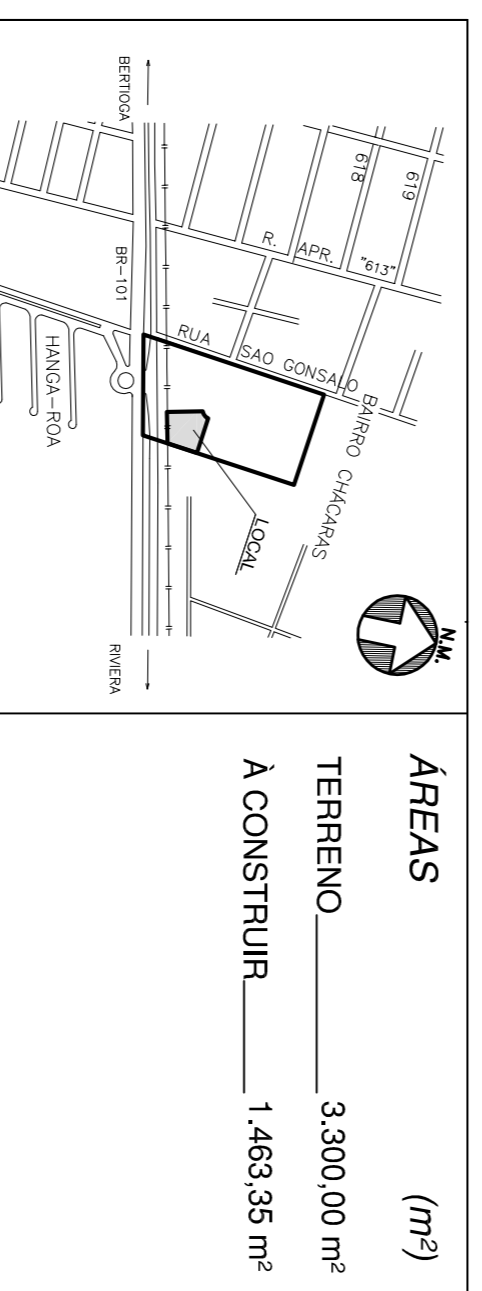 619
618
"613"
R. APR.
RUA SAO GONSALO
BAIRRO CHÁCARAS
N.M.
LOCAL
BERTIOGA
BR-101
RIVIERA
HANGA-ROA
ÁREAS (m²)
TERRENO 3.300,00 m²
À CONSTRUIR 1.463,35 m²